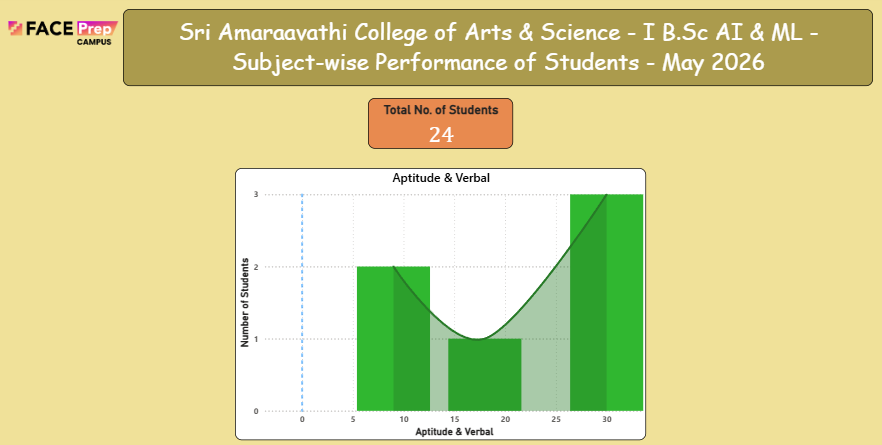 FACE Prep
CAMPUS
Sri Amaraavathi College of Arts & Science - I B.Sc AI & ML -
Subject-wise Performance of Students - May 2026
Total No. of Students
24
Aptitude & Verbal
3
2
1
0
Number of Students
0 5 10 15 20 25 30
Aptitude & Verbal